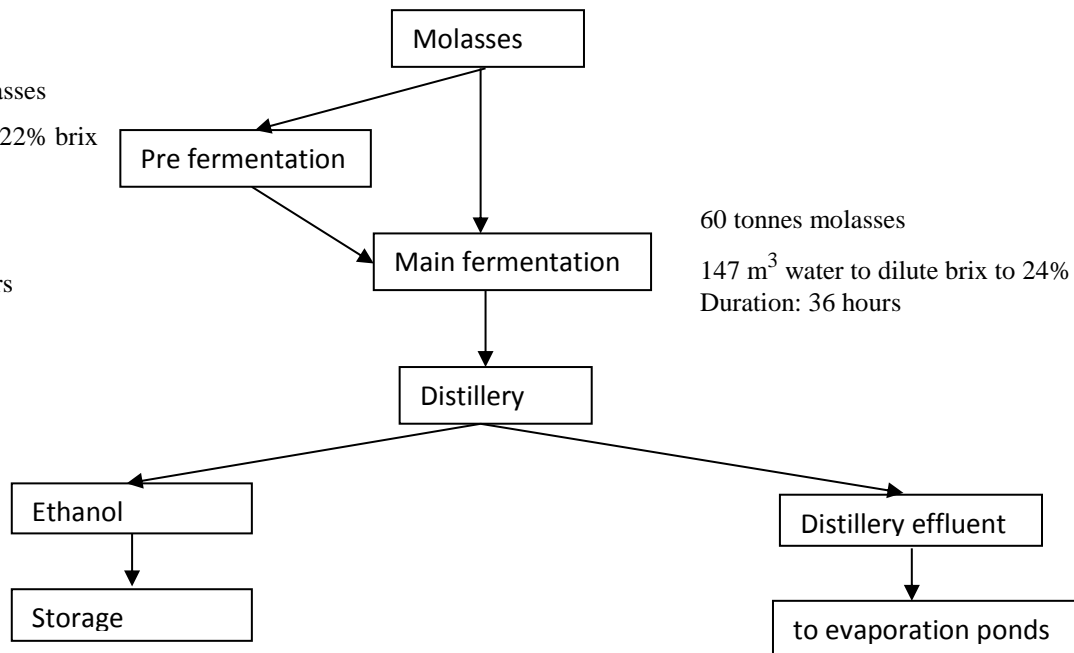 Molasses
asses
22% brix
Pre fermentation
60 tonnes molasses
Main fermentation
147 m³ water to dilute brix to 24%
rs
Duration: 36 hours
Distillery
Ethanol
Distillery effluent
Storage
to evaporation ponds